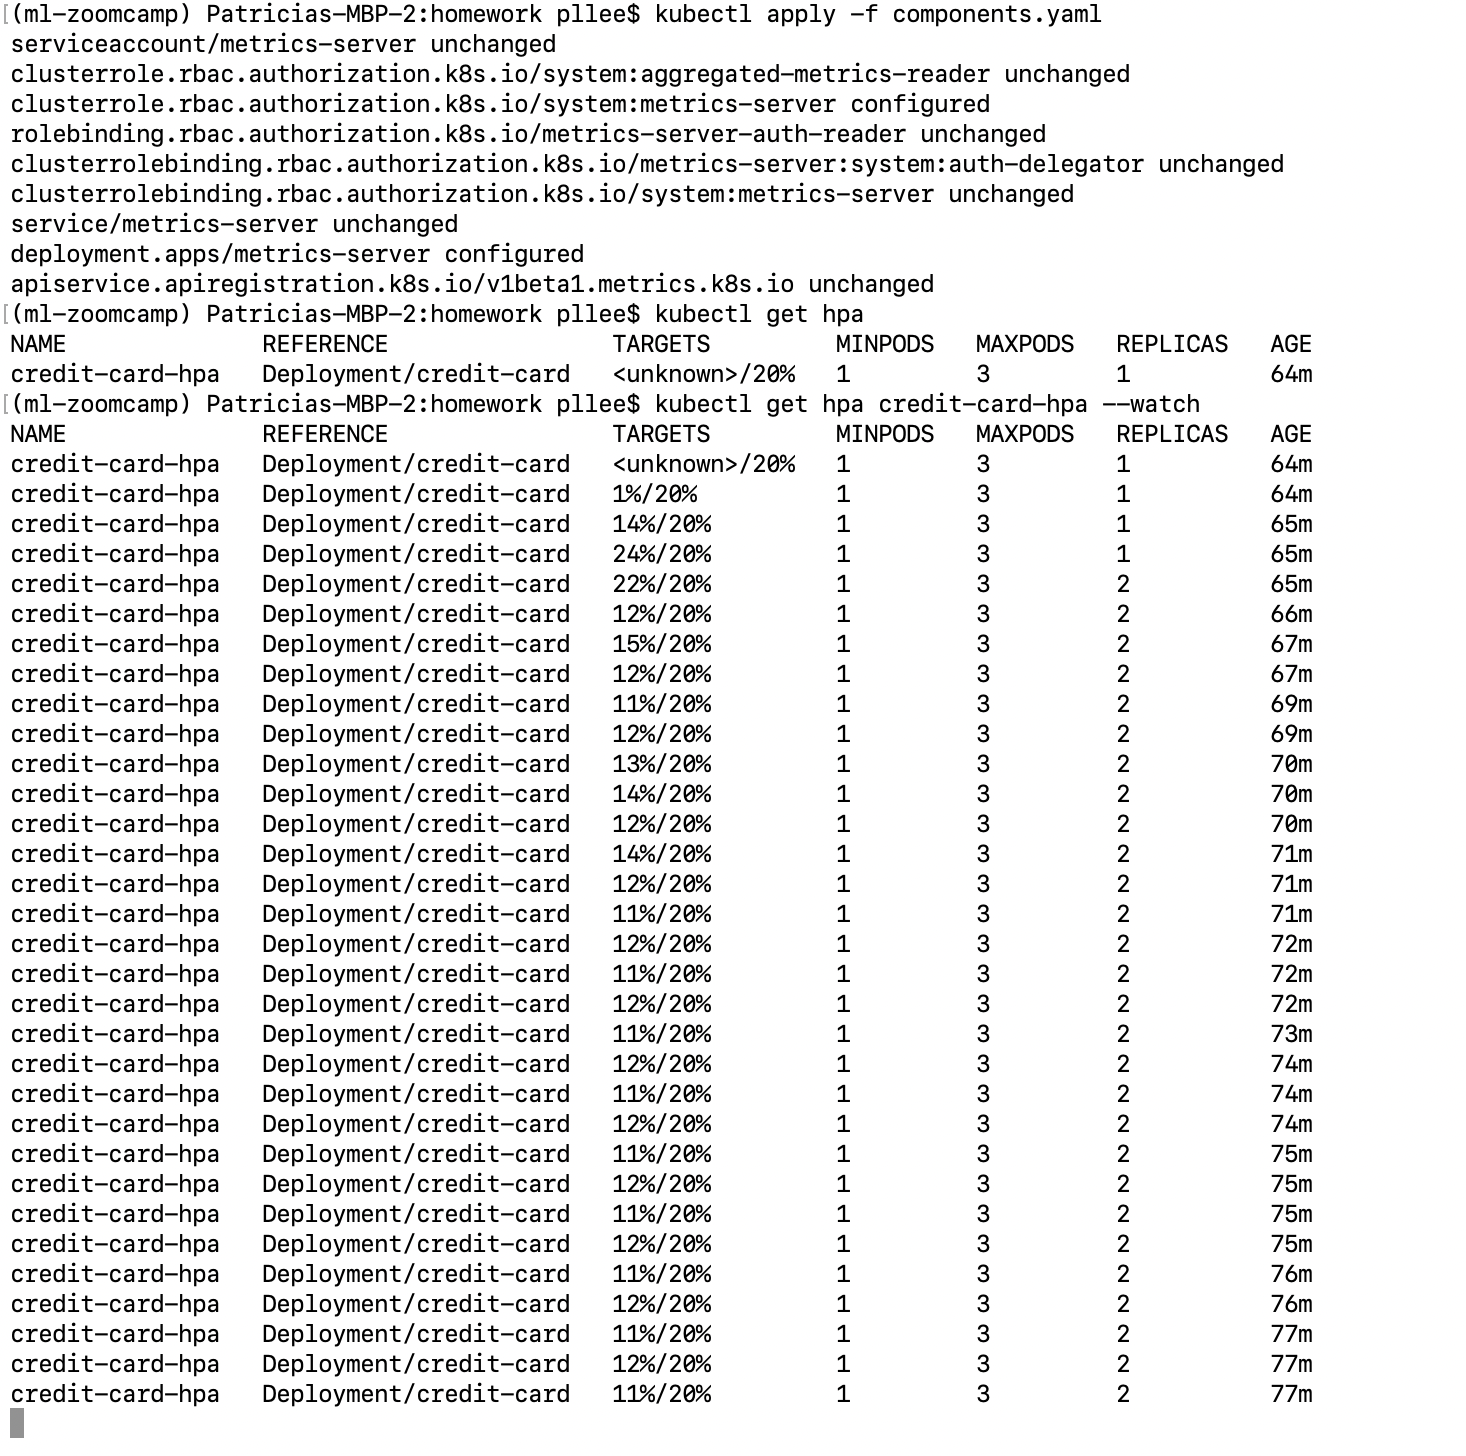 [(ml-zoomcamp) Patricias-MBP-2:homework pllee$ kubectl apply -f components.yaml
serviceaccount/metrics-server unchanged
clusterrole.rbac.authorization.k8s.io/system:aggregated-metrics-reader unchanged
clusterrole.rbac.authorization.k8s.io/system:metrics-server configured
rolebinding.rbac.authorization.k8s.io/metrics-server-auth-reader unchanged
clusterrolebinding.rbac.authorization.k8s.io/metrics-server:system:auth-delegator unchanged
clusterrolebinding.rbac.authorization.k8s.io/system:metrics-server unchanged
service/metrics-server unchanged
deployment.apps/metrics-server configured
apiservice.apiregistration.k8s.io/v1beta1.metrics.k8s.io unchanged
[(ml-zoomcamp) Patricias-MBP-2:homework pllee$ kubectl get hpa
NAME REFERENCE TARGETS MINPODS MAXPODS REPLICAS AGE
credit-card-hpa Deployment/credit-card <unknown>/20% 1 3 1 64m
[(ml-zoomcamp) Patricias-MBP-2:homework pllee$ kubectl get hpa credit-card-hpa --watch
NAME REFERENCE TARGETS MINPODS MAXPODS REPLICAS AGE
credit-card-hpa Deployment/credit-card <unknown>/20% 1 3 1 64m
credit-card-hpa Deployment/credit-card 1%/20% 1 3 1 64m
credit-card-hpa Deployment/credit-card 14%/20% 1 3 1 65m
credit-card-hpa Deployment/credit-card 24%/20% 1 3 1 65m
credit-card-hpa Deployment/credit-card 22%/20% 1 3 2 65m
credit-card-hpa Deployment/credit-card 12%/20% 1 3 2 66m
credit-card-hpa Deployment/credit-card 15%/20% 1 3 2 67m
credit-card-hpa Deployment/credit-card 12%/20% 1 3 2 67m
credit-card-hpa Deployment/credit-card 11%/20% 1 3 2 69m
credit-card-hpa Deployment/credit-card 12%/20% 1 3 2 69m
credit-card-hpa Deployment/credit-card 13%/20% 1 3 2 70m
credit-card-hpa Deployment/credit-card 14%/20% 1 3 2 70m
credit-card-hpa Deployment/credit-card 12%/20% 1 3 2 70m
credit-card-hpa Deployment/credit-card 14%/20% 1 3 2 71m
credit-card-hpa Deployment/credit-card 12%/20% 1 3 2 71m
credit-card-hpa Deployment/credit-card 11%/20% 1 3 2 71m
credit-card-hpa Deployment/credit-card 12%/20% 1 3 2 72m
credit-card-hpa Deployment/credit-card 11%/20% 1 3 2 72m
credit-card-hpa Deployment/credit-card 12%/20% 1 3 2 72m
credit-card-hpa Deployment/credit-card 11%/20% 1 3 2 73m
credit-card-hpa Deployment/credit-card 12%/20% 1 3 2 74m
credit-card-hpa Deployment/credit-card 11%/20% 1 3 2 74m
credit-card-hpa Deployment/credit-card 12%/20% 1 3 2 74m
credit-card-hpa Deployment/credit-card 11%/20% 1 3 2 75m
credit-card-hpa Deployment/credit-card 12%/20% 1 3 2 75m
credit-card-hpa Deployment/credit-card 11%/20% 1 3 2 75m
credit-card-hpa Deployment/credit-card 12%/20% 1 3 2 75m
credit-card-hpa Deployment/credit-card 11%/20% 1 3 2 76m
credit-card-hpa Deployment/credit-card 12%/20% 1 3 2 76m
credit-card-hpa Deployment/credit-card 11%/20% 1 3 2 77m
credit-card-hpa Deployment/credit-card 12%/20% 1 3 2 77m
credit-card-hpa Deployment/credit-card 11%/20% 1 3 2 77m